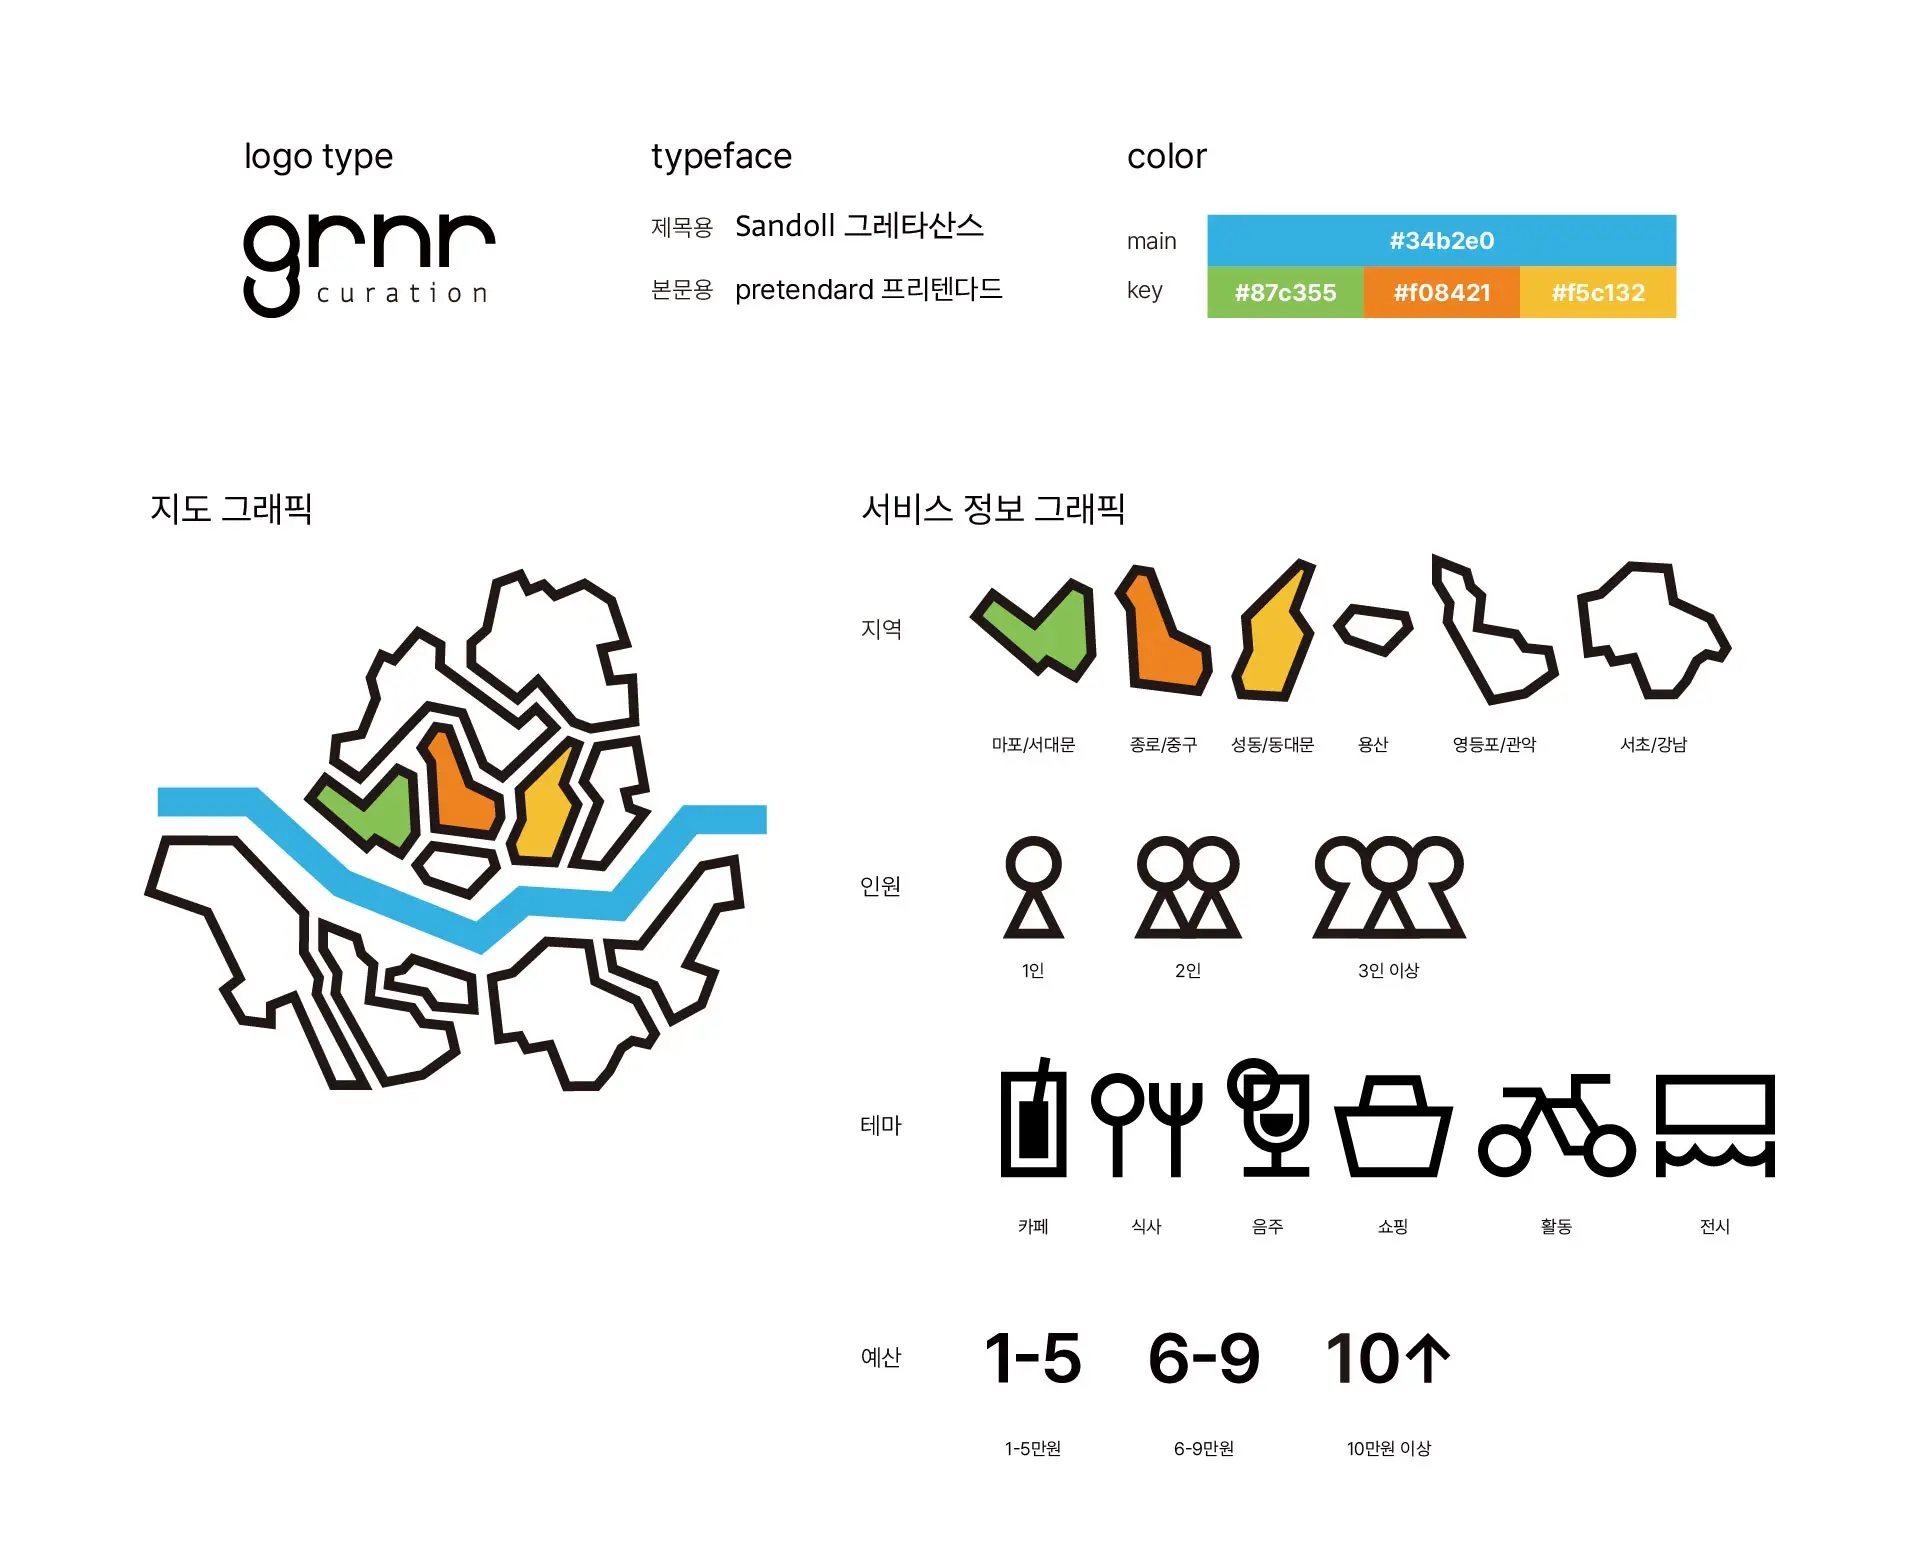 logo type
grnr
curation
typeface
제목용 Sandoll 그레타산스
본문용 pretendard 프리텐다드
color
main #34b2e0
key #87c355 #f08421 #f5c132
지도 그래픽
서비스 정보 그래픽
지역
마포/서대문 종로/중구 성동/동대문 용산 영등포/관악 서초/강남
인원
1인 2인 3인 이상
테마
카페 식사 음주 쇼핑 활동 전시
예산 1-5 6-9 10↑
1-5만원 6-9만원 10만원 이상